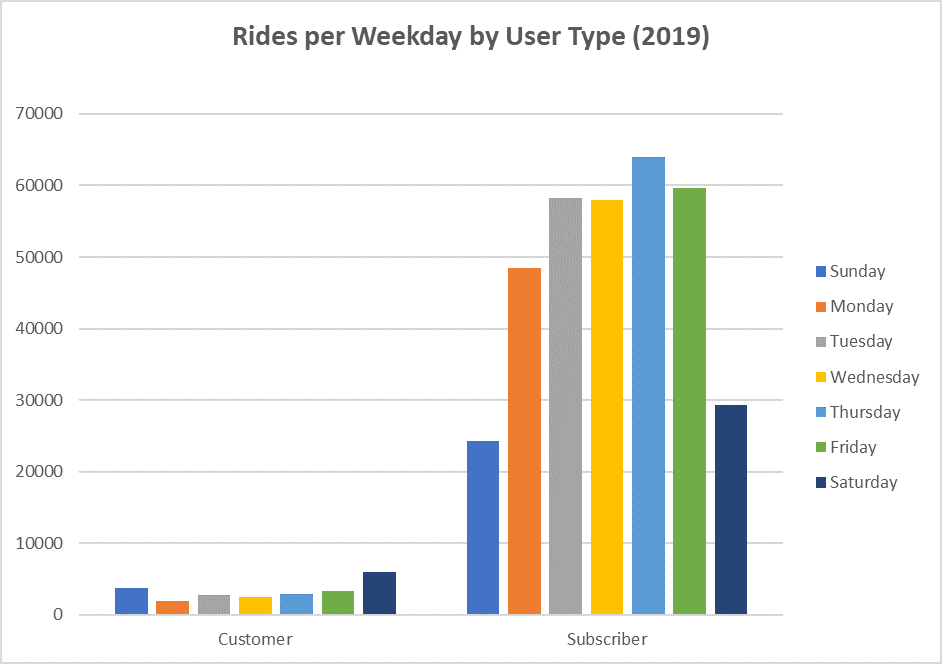 Rides per Weekday by User Type (2019)
70000
60000
50000
40000
30000
20000
10000
0
Customer Subscriber
Sunday
Monday
Tuesday
Wednesday
Thursday
Friday
Saturday